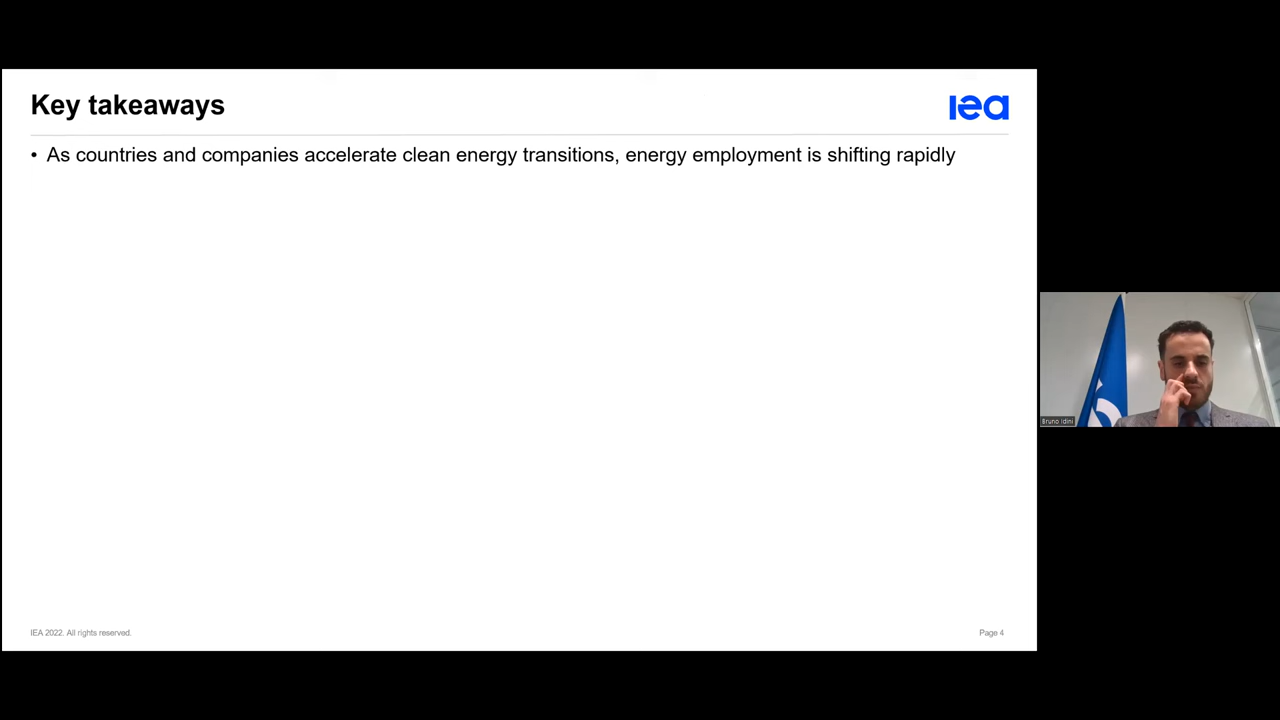 Key takeaways
iea
• As countries and companies accelerate clean energy transitions, energy employment is shifting rapidly
Bruno Idini
IEA 2022. All rights reserved.
Page 4